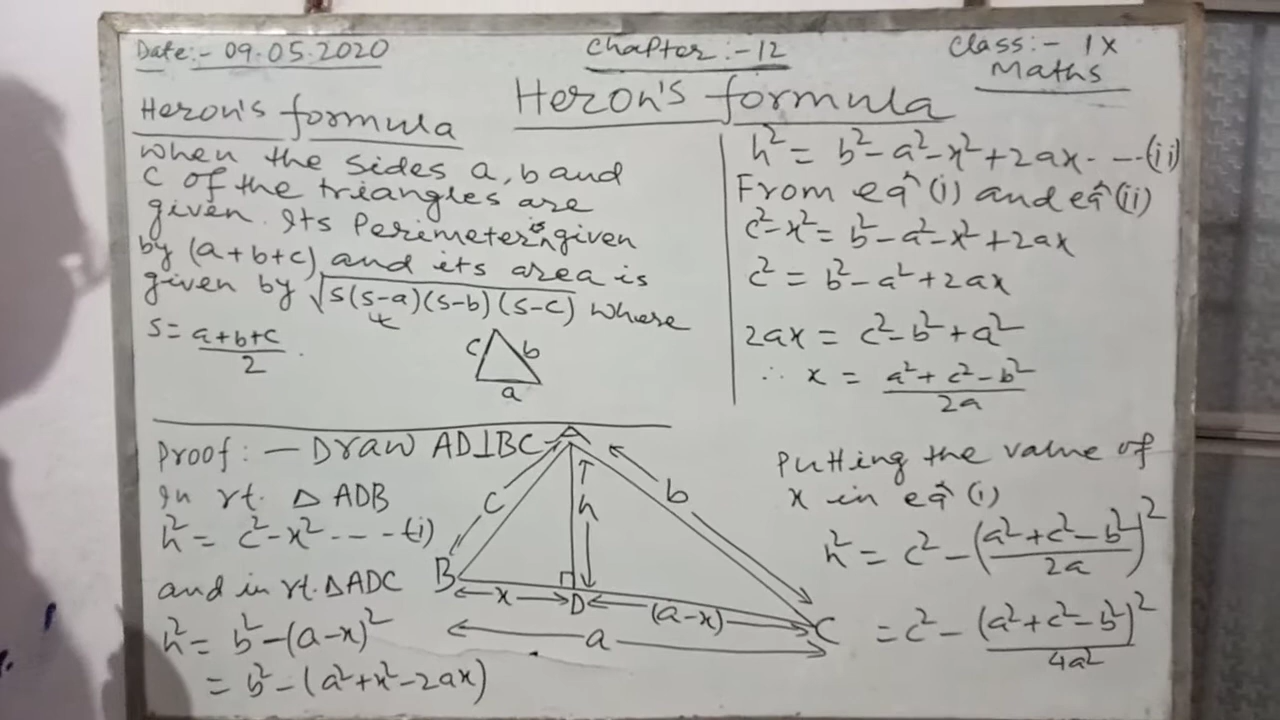 Date:- 09.05.2020
Chapter:-12
Class:- IX
Maths
Heron's formula
Heron's formula
When the sides a, b and
c of the triangles are
given. Its Perimeter is given
by (a+b+c) and its area is
given by √s(s-a)(s-b)(s-c) where
s = a+b+c
2
c b
a
Proof:- Draw AD⊥BC
In rt. △ ADB
h² = c²-x² ---- (i)
and in rt. △ADC
h² = b²-(a-x)²
= b²-(a²+x²-2ax)
A
c h b
B x D (a-x) C
a
h² = b²-a²-x²+2ax- --- (ii)
From eqⁿ (i) and eqⁿ (ii)
c²-x² = b²-a²-x²+2ax
c² = b²-a²+2ax
2ax = c²-b²+a²
∴ x = a²+c²-b²
2a
Putting the value of
x in eqⁿ (i)
h² = c² - (a²+c²-b²)²
2a
= c² - (a²+c²-b²)²
4a²